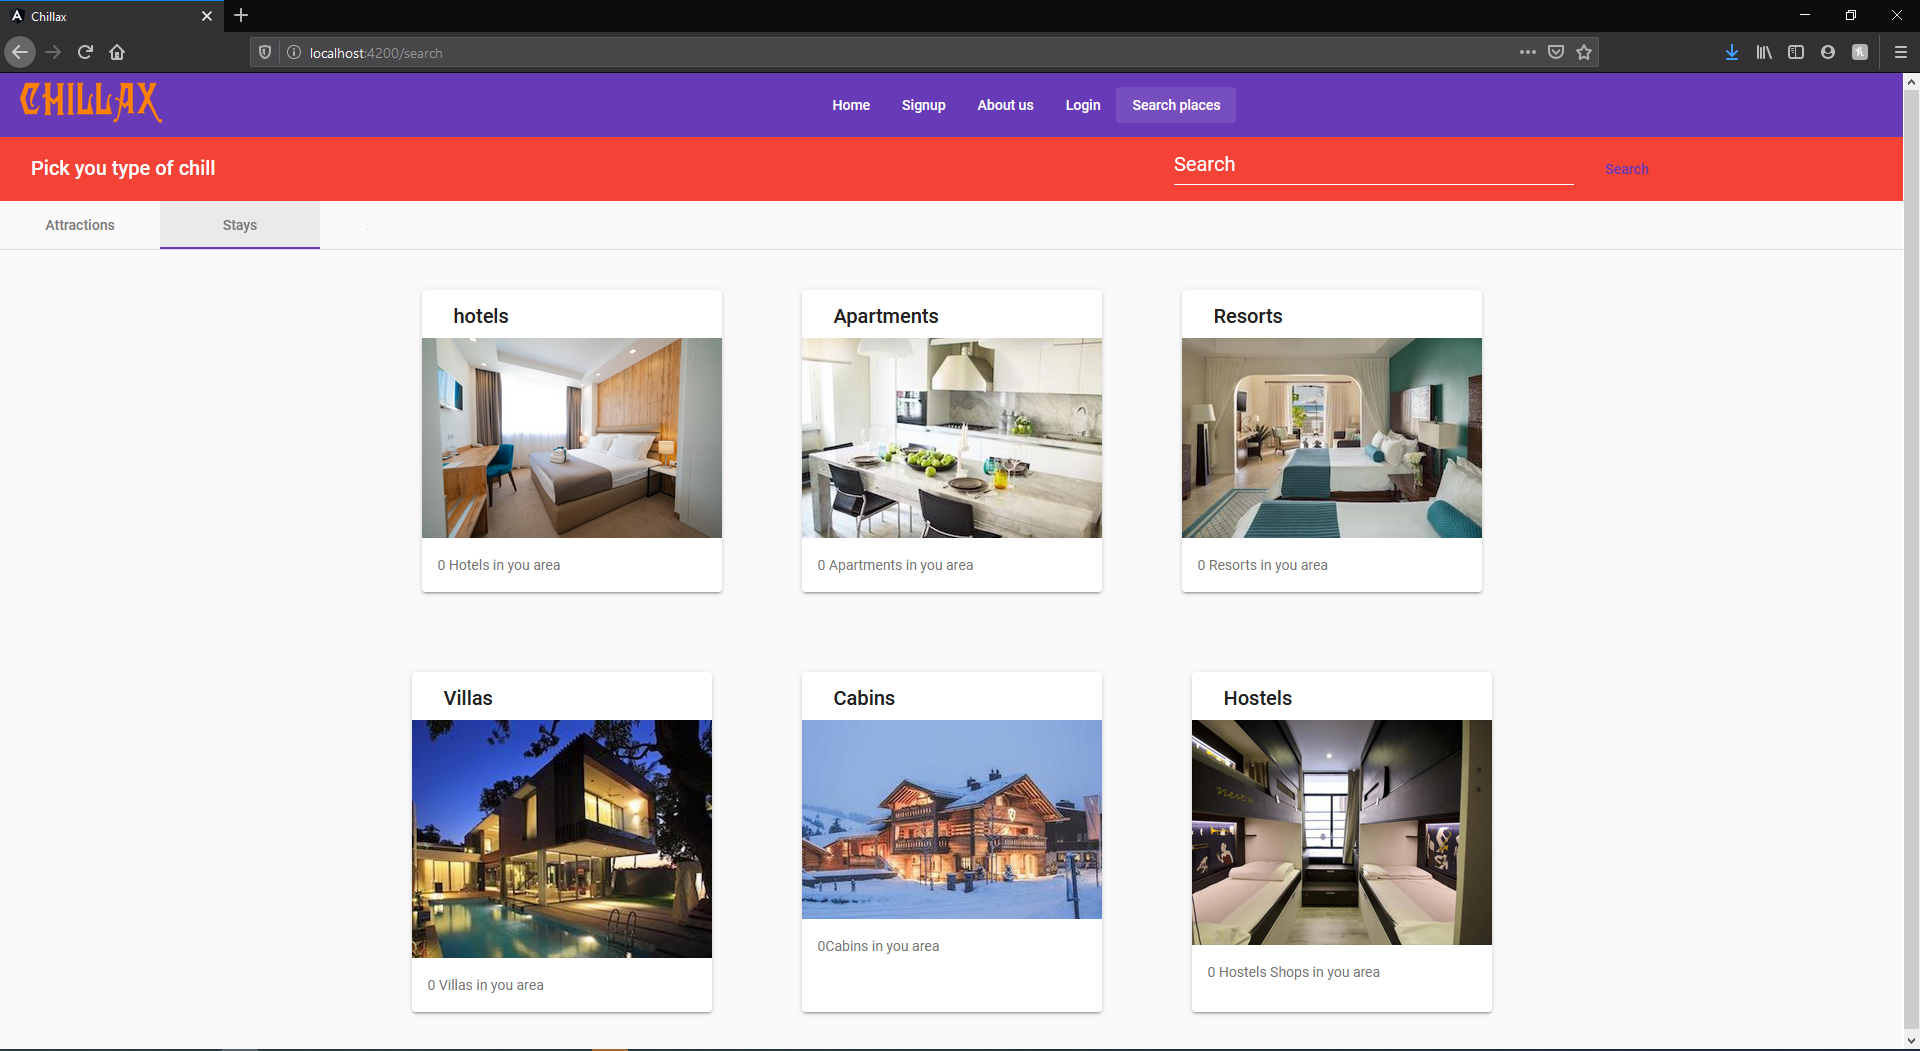 Chillax
localhost:4200/search
CHILLAX
Home
Signup
About us
Login
Search places
Pick you type of chill
Search
Search
Attractions
Stays
hotels
Apartments
Resorts
0 Hotels in you area
0 Apartments in you area
0 Resorts in you area
Villas
Cabins
Hostels
0 Villas in you area
0Cabins in you area
0 Hostels Shops in you area